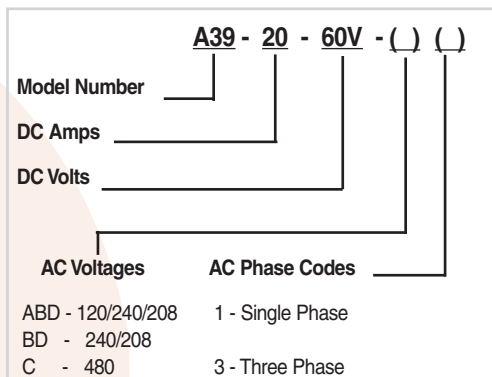 A39 - 20 - 60V - ( ) ( )
Model Number
DC Amps
DC Volts
AC Voltages AC Phase Codes
ABD - 120/240/208 1 - Single Phase
BD - 240/208
C - 480 3 - Three Phase